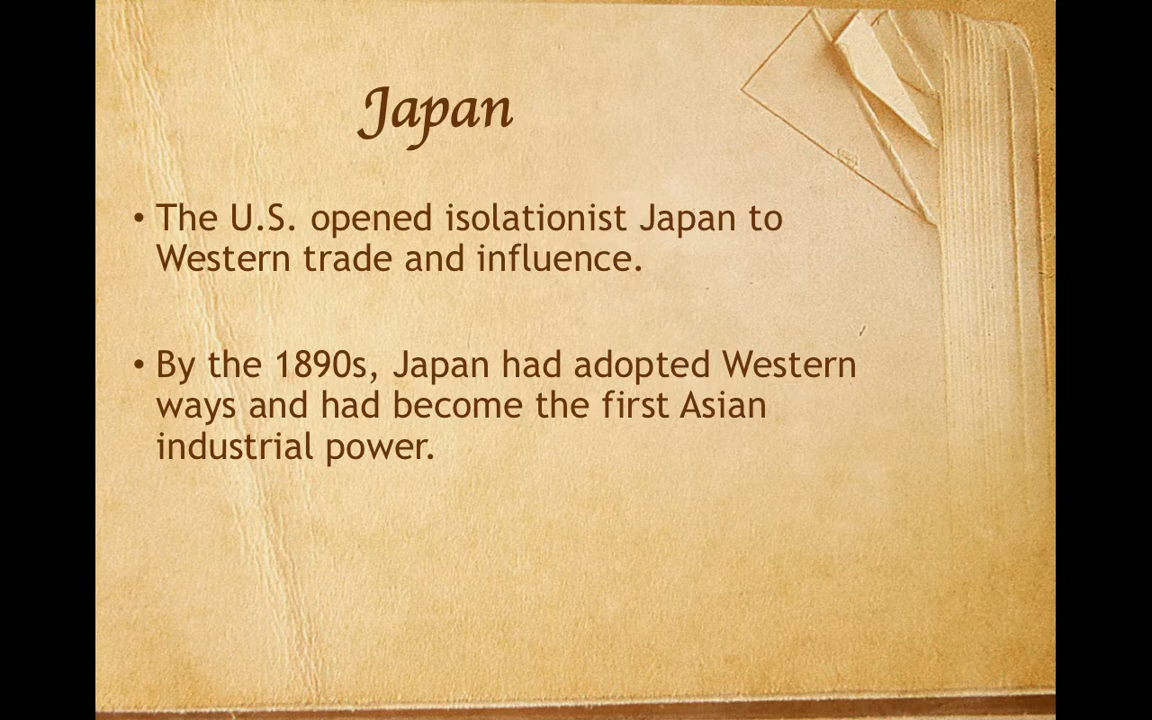 Japan
• The U.S. opened isolationist Japan to
Western trade and influence.
• By the 1890s, Japan had adopted Western
ways and had become the first Asian
industrial power.